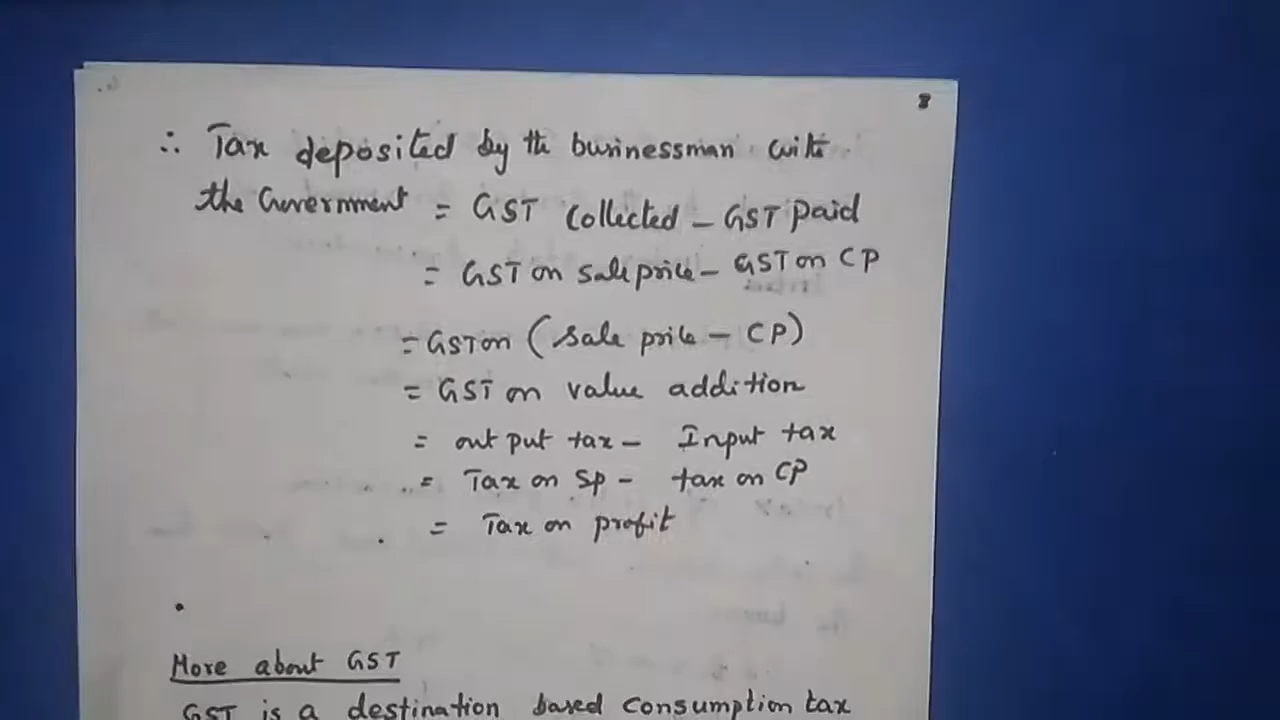 8
∴ Tax deposited by the businessman with
the Government = GST collected - GST paid
= GST on sale price - GST on CP
= GST on (sale price - CP)
= GST on value addition
= out put tax - Input tax
= Tax on Sp - tax on CP
= Tax on profit
More about GST
GST is a destination based consumption tax